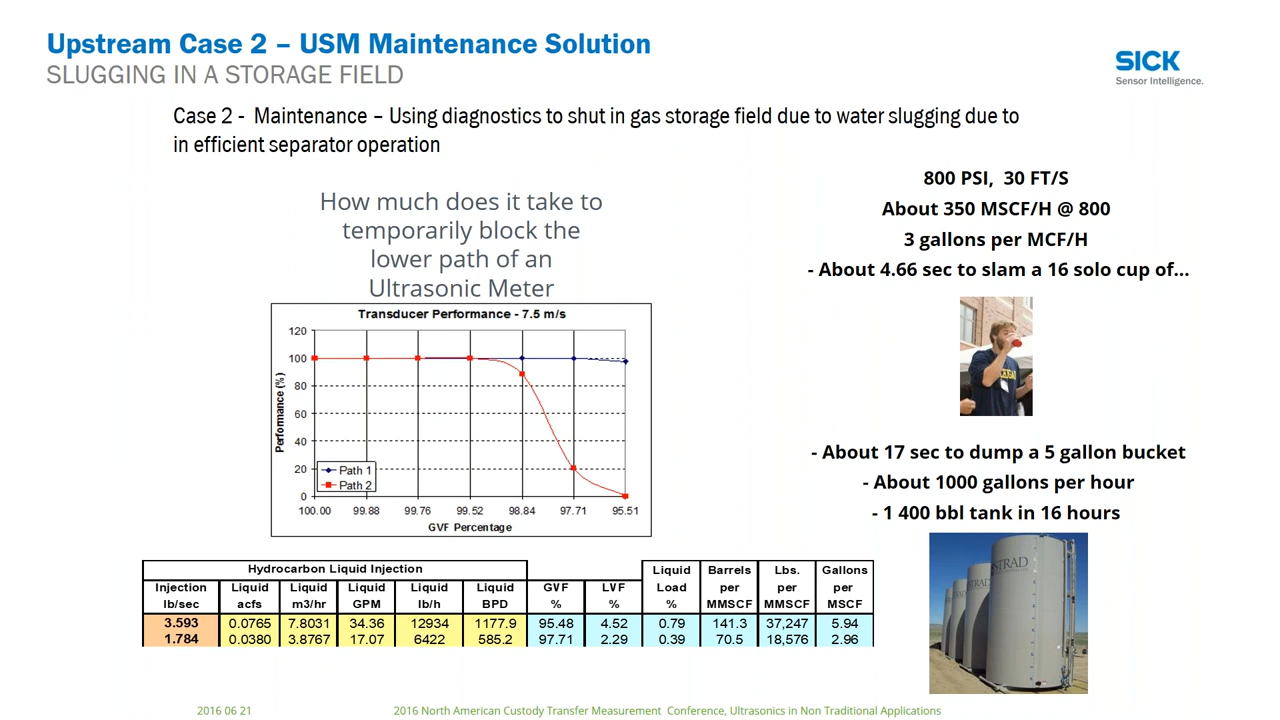 Upstream Case 2 – USM Maintenance Solution
SLUGGING IN A STORAGE FIELD
SICK
Sensor Intelligence.
Case 2 - Maintenance – Using diagnostics to shut in gas storage field due to water slugging due to
in efficient separator operation
How much does it take to
temporarily block the
lower path of an
Ultrasonic Meter
800 PSI, 30 FT/S
About 350 MSCF/H @ 800
3 gallons per MCF/H
- About 4.66 sec to slam a 16 solo cup of...
Transducer Performance - 7.5 m/s
Performance (%)
120
100
80
60
40
20
0
Path 1
Path 2
100.00 99.88 99.76 99.52 98.84 97.71 95.51
GVF Percentage
- About 17 sec to dump a 5 gallon bucket
- About 1000 gallons per hour
- 1 400 bbl tank in 16 hours
STRAD
Hydrocarbon Liquid Injection Liquid Barrels Lbs. Gallons
Injection Liquid Liquid Liquid Liquid Liquid GVF LVF Load per per per
lb/sec acfs m3/hr GPM lb/h BPD % % % MMSCF MMSCF MSCF
3.593 0.0765 7.8031 34.36 12934 1177.9 95.48 4.52 0.79 141.3 37,247 5.94
1.784 0.0380 3.8767 17.07 6422 585.2 97.71 2.29 0.39 70.5 18,576 2.96
2016 06 21
2016 North American Custody Transfer Measurement Conference, Ultrasonics in Non Traditional Applications